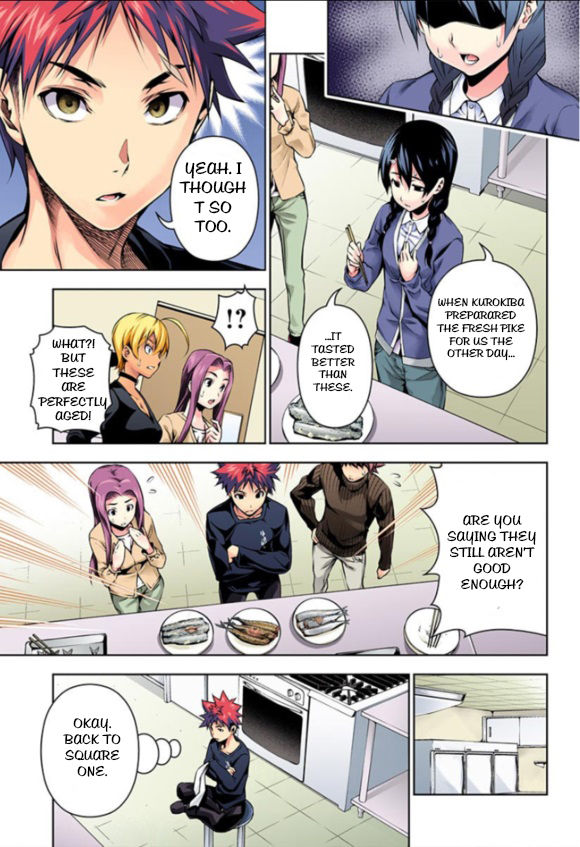 WHEN KUROKIBA
PREPARARED
THE FRESH PIKE
FOR US THE
OTHER DAY...
...IT
TASTED
BETTER
THAN
THESE.
YEAH. I
THOUGH
T SO
TOO.
!?
WHAT?!
BUT
THESE
ARE
PERFECTLY
AGED!
ARE YOU
SAYING THEY
STILL AREN'T
GOOD
ENOUGH?
OKAY.
BACK TO
SQUARE
ONE.